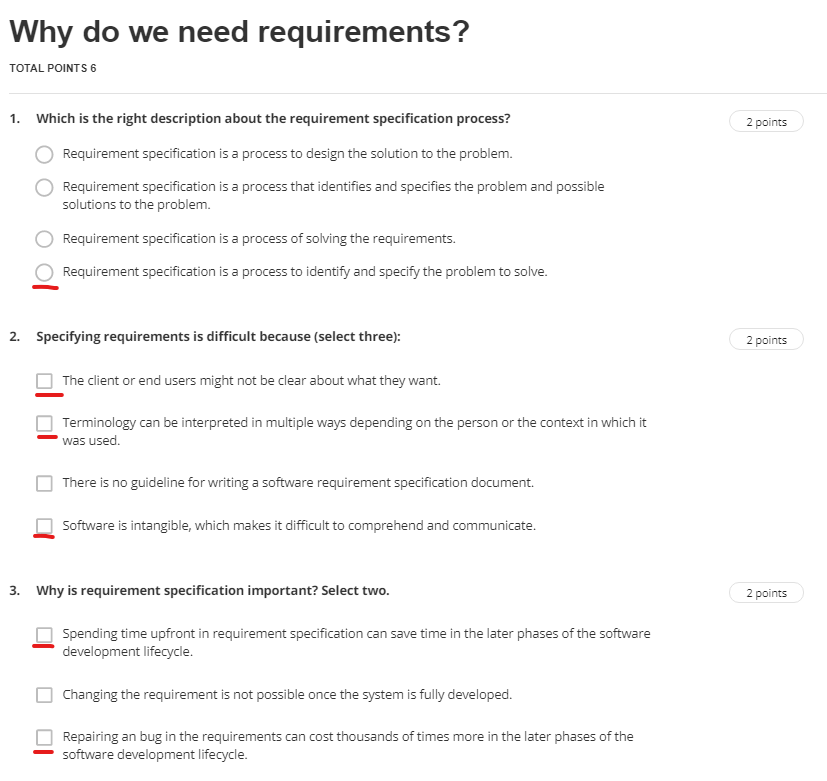 Why do we need requirements?
TOTAL POINTS 6
1. Which is the right description about the requirement specification process?
2 points
Requirement specification is a process to design the solution to the problem.
Requirement specification is a process that identifies and specifies the problem and possible
solutions to the problem.
Requirement specification is a process of solving the requirements.
Requirement specification is a process to identify and specify the problem to solve.
2. Specifying requirements is difficult because (select three):
2 points
The client or end users might not be clear about what they want.
Terminology can be interpreted in multiple ways depending on the person or the context in which it
was used.
There is no guideline for writing a software requirement specification document.
Software is intangible, which makes it difficult to comprehend and communicate.
3. Why is requirement specification important? Select two.
2 points
Spending time upfront in requirement specification can save time in the later phases of the software
development lifecycle.
Changing the requirement is not possible once the system is fully developed.
Repairing an bug in the requirements can cost thousands of times more in the later phases of the
software development lifecycle.